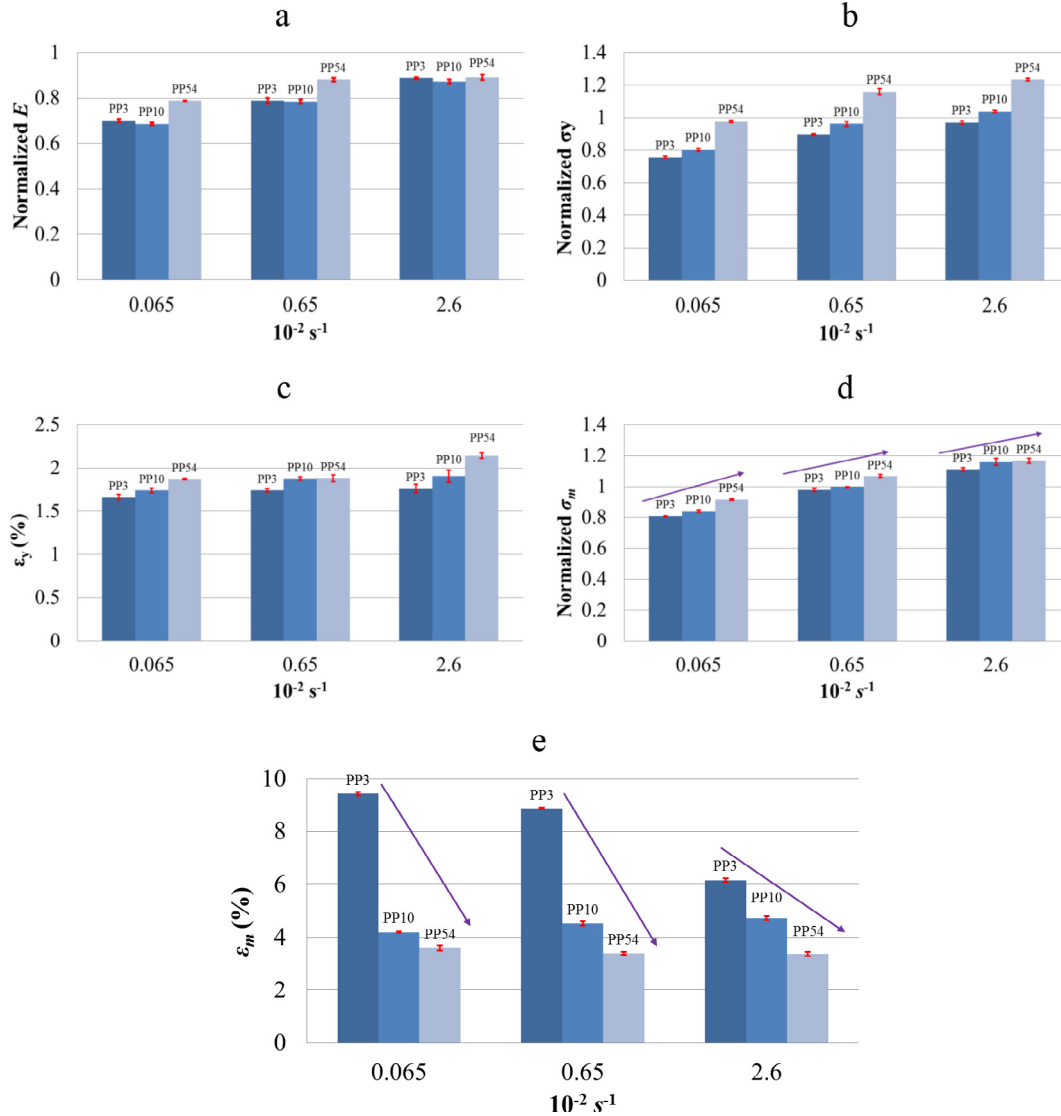 a
Normalized E
1
0.8
0.6
0.4
0.2
0
PP3 PP10 PP54
PP3 PP10 PP54
PP3 PP10 PP54
0.065 0.65 2.6
10⁻² s⁻¹
b
Normalized σy
1.4
1.2
1
0.8
0.6
0.4
0.2
0
PP3 PP10 PP54
PP3 PP10 PP54
PP3 PP10 PP54
0.065 0.65 2.6
10⁻² s⁻¹
c
εy (%)
2.5
2
1.5
1
0.5
0
PP3 PP10 PP54
PP3 PP10 PP54
PP3 PP10 PP54
0.065 0.65 2.6
10⁻² s⁻¹
d
Normalized σm
1.4
1.2
1
0.8
0.6
0.4
0.2
0
PP3 PP10 PP54
PP3 PP10 PP54
PP3 PP10 PP54
0.065 0.65 2.6
10⁻² s⁻¹
e
εm (%)
10
8
6
4
2
0
PP3 PP10 PP54
PP3 PP10 PP54
PP3 PP10 PP54
0.065 0.65 2.6
10⁻² s⁻¹